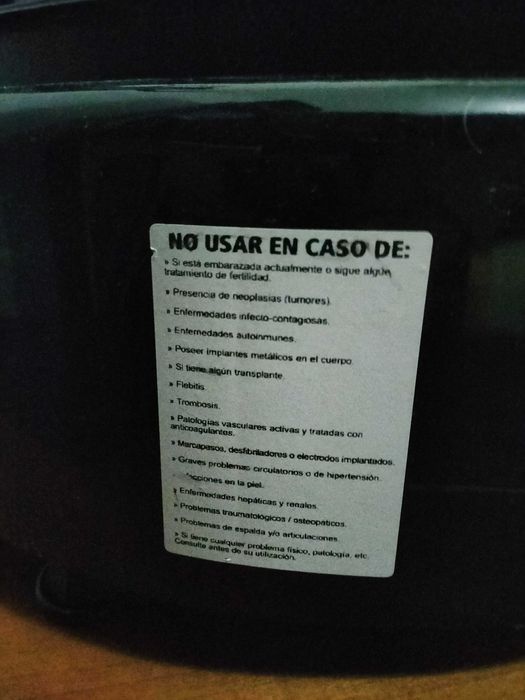 NO USAR EN CASO DE:
» Si está embarazada actualmente o sigue algún
tratamiento de fertilidad.
» Presencia de neoplasias (tumores).
» Enfermedades infecto-contagiosas.
» Enfermedades autoinmunes.
» Poseer implantes metálicos en el cuerpo.
» Si tiene algún transplante.
» Flebitis.
» Trombosis.
» Patologías vasculares activas y tratadas con
anticoagulantes.
» Marcapasos, desfibriladores o electrodos implantados.
» Graves problemas circulatorios o de hipertensión.
en la piel.
» Enfermedades hepáticas y renales.
» Problemas traumatológicos / osteopáticos.
» Problemas de espalda y/o articulaciones.
» Si tiene cualquier problema físico, patología, etc.
Consulte antes de su utilización.